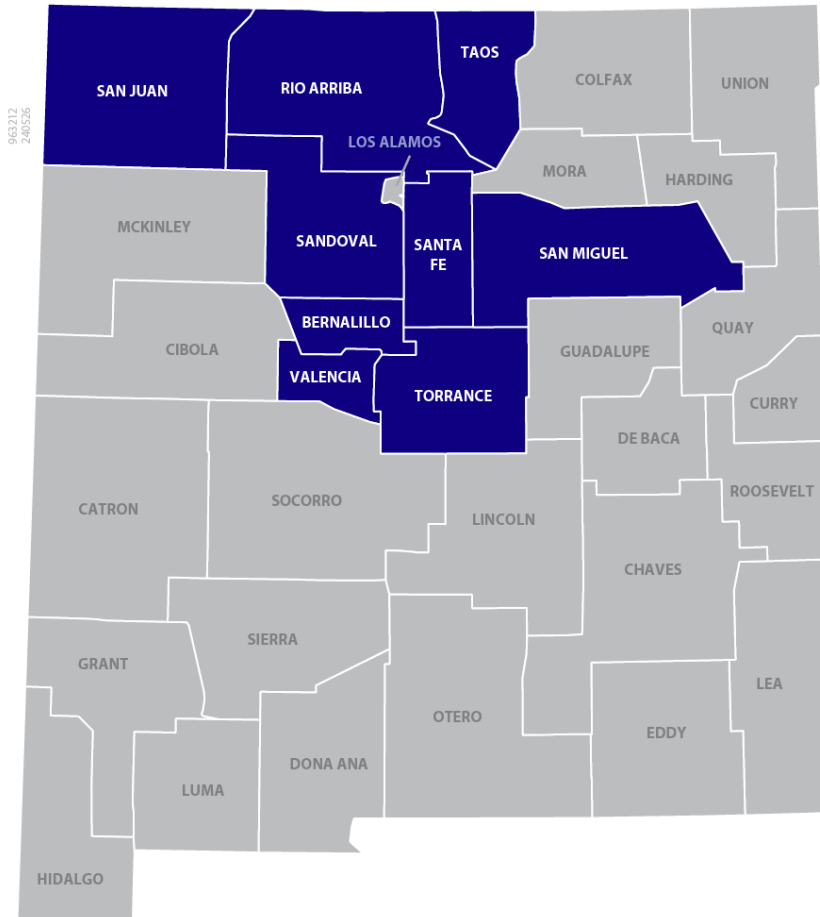 TAOS
SAN JUAN
RIO ARRIBA
COLFAX
UNION
963212
240526
LOS ALAMOS
MORA
HARDING
MCKINLEY
SANDOVAL
SANTA
FE
SAN MIGUEL
BERNALILLO
QUAY
CIBOLA
GUADALUPE
VALENCIA
TORRANCE
CURRY
DE BACA
ROOSEVELT
CATRON
SOCORRO
LINCOLN
CHAVES
SIERRA
GRANT
LEA
OTERO
EDDY
DONA ANA
LUMA
HIDALGO